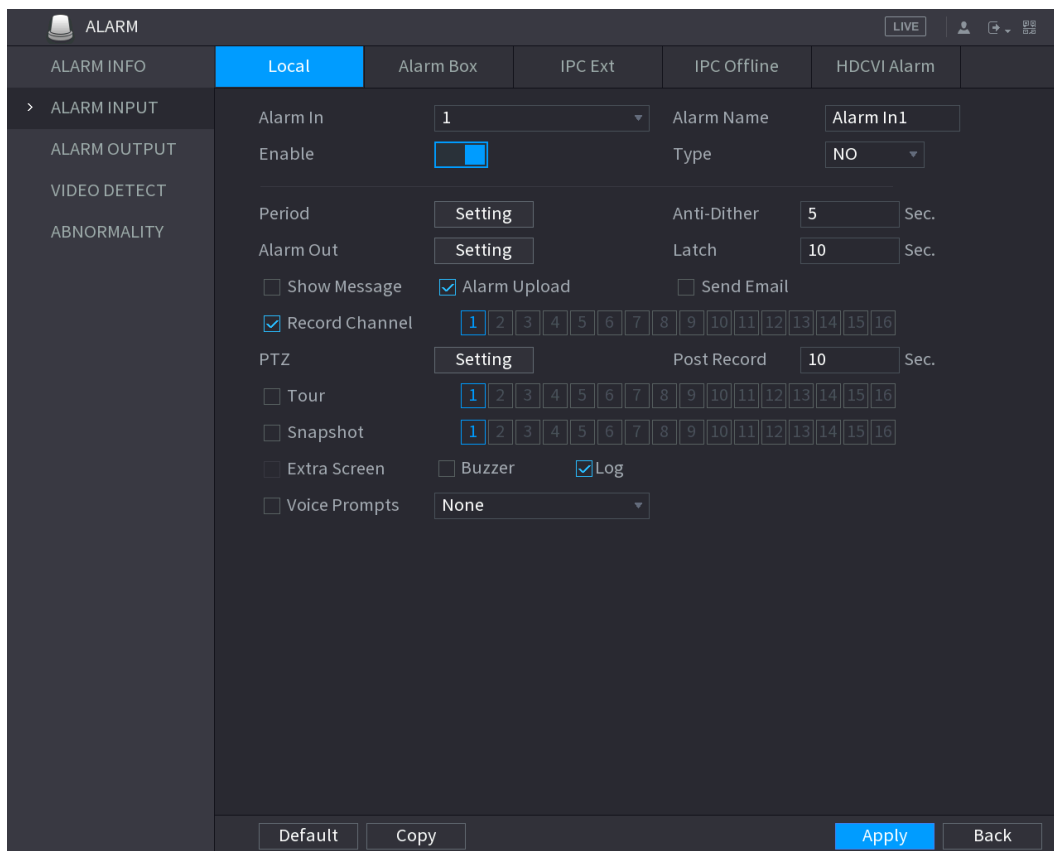 ALARM LIVE
ALARM INFO
ALARM INPUT
ALARM OUTPUT
VIDEO DETECT
ABNORMALITY
Local Alarm Box IPC Ext IPC Offline HDCVI Alarm
Alarm In 1 Alarm Name Alarm In1
Enable Type NO
Period Setting Anti-Dither 5 Sec.
Alarm Out Setting Latch 10 Sec.
Show Message Alarm Upload Send Email
Record Channel 1 2 3 4 5 6 7 8 9 10 11 12 13 14 15 16
PTZ Setting Post Record 10 Sec.
Tour 1 2 3 4 5 6 7 8 9 10 11 12 13 14 15 16
Snapshot 1 2 3 4 5 6 7 8 9 10 11 12 13 14 15 16
Extra Screen Buzzer Log
Voice Prompts None
Default Copy Apply Back